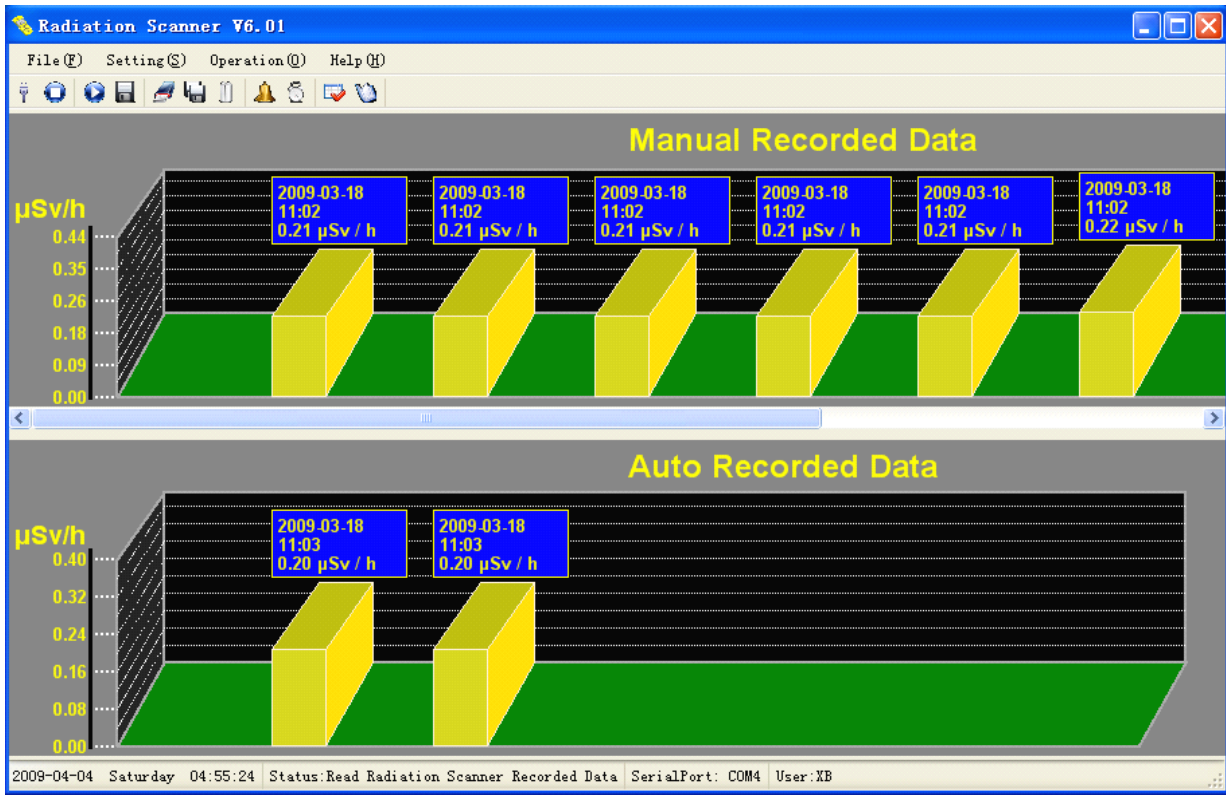 Radiation Scanner V6.01
File(F) Setting(S) Operation(O) Help(H)
Manual Recorded Data
µSv/h
0.44
0.35
0.26
0.18
0.09
0.00
2009-03-18
11:02
0.21 µSv / h
2009-03-18
11:02
0.21 µSv / h
2009-03-18
11:02
0.21 µSv / h
2009-03-18
11:02
0.21 µSv / h
2009-03-18
11:02
0.21 µSv / h
2009-03-18
11:02
0.22 µSv / h
Auto Recorded Data
µSv/h
0.40
0.32
0.24
0.16
0.08
0.00
2009-03-18
11:03
0.20 µSv / h
2009-03-18
11:03
0.20 µSv / h
2009-04-04 Saturday 04:55:24 Status:Read Radiation Scanner Recorded Data SerialPort: COM4 User:XB